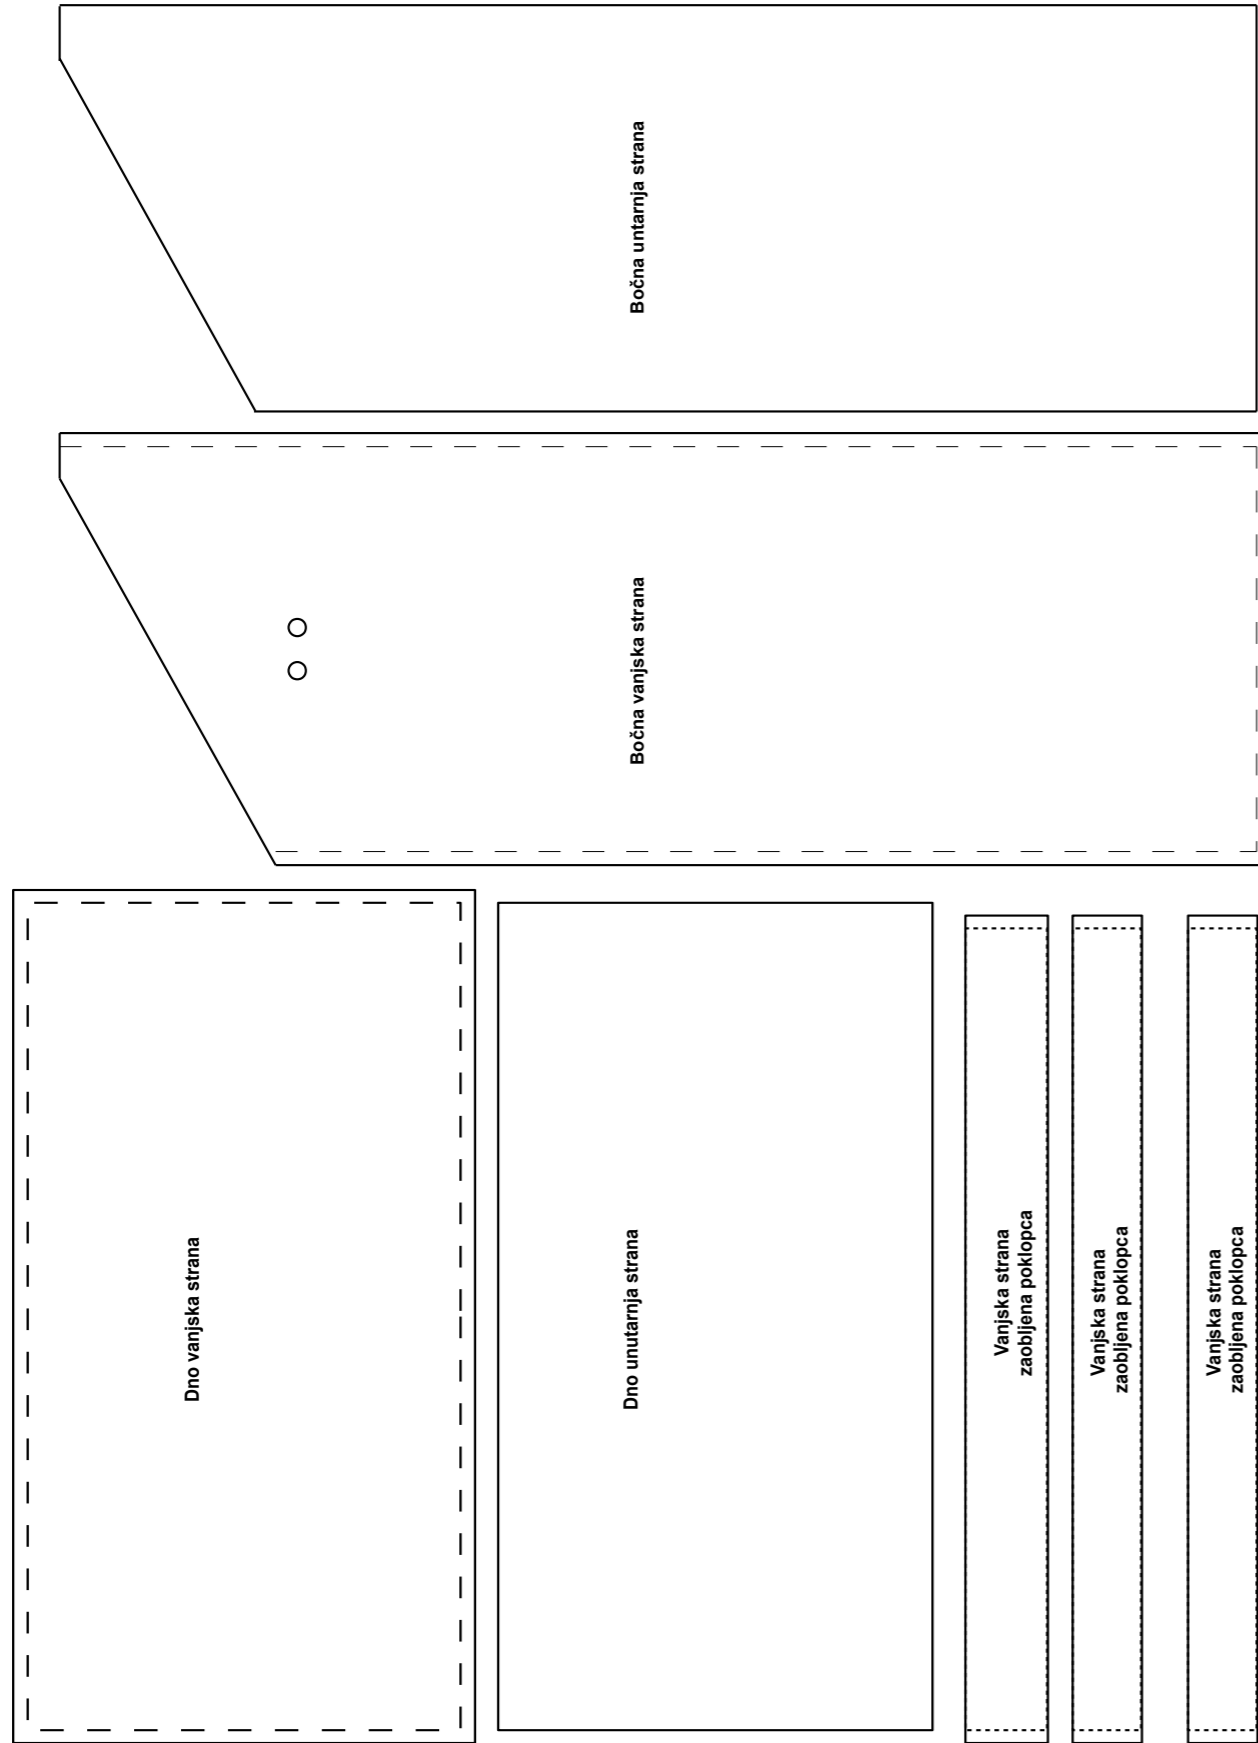 Bočna untarnja strana
Bočna vanjska strana
Dno vanjska strana
Dno unutarnja strana
Vanjska strana
zaobljena poklopca
Vanjska strana
zaobljena poklopca
Vanjska strana
zaobljena poklopca